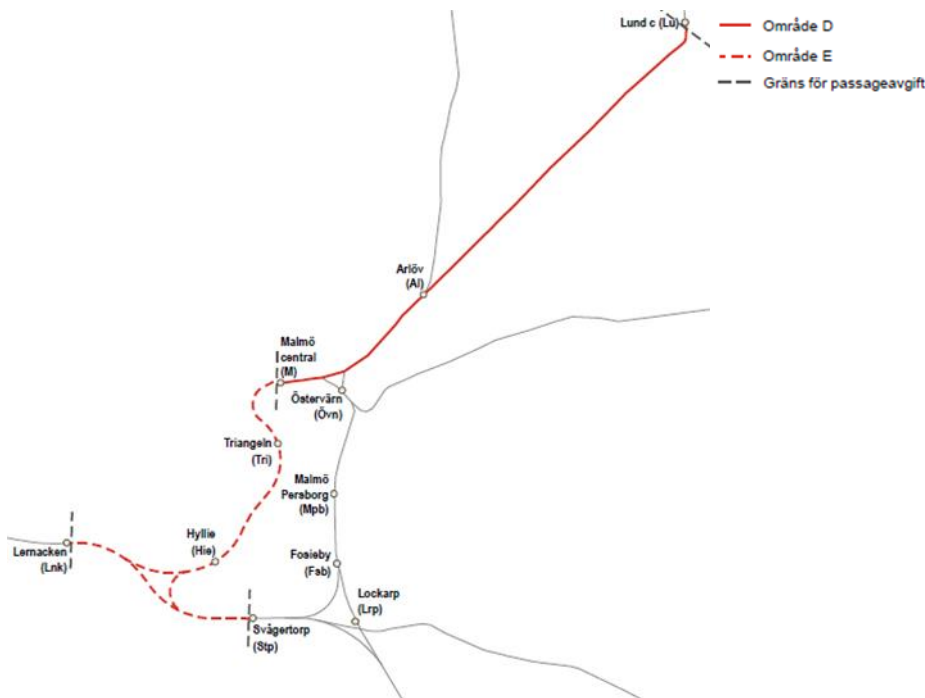 Lund c (Lu)
Område D
Område E
Gräns för passageavgift
Arlöv
(Al)
Malmö
central
(M)
Östervärn
(Övn)
Triangeln
(Tri)
Malmö
Persborg
(Mpb)
Hyllie
(Hie)
Lernacken
(Lnk)
Fosieby
(Fsb)
Lockarp
(Lrp)
Svågertorp
(Stp)